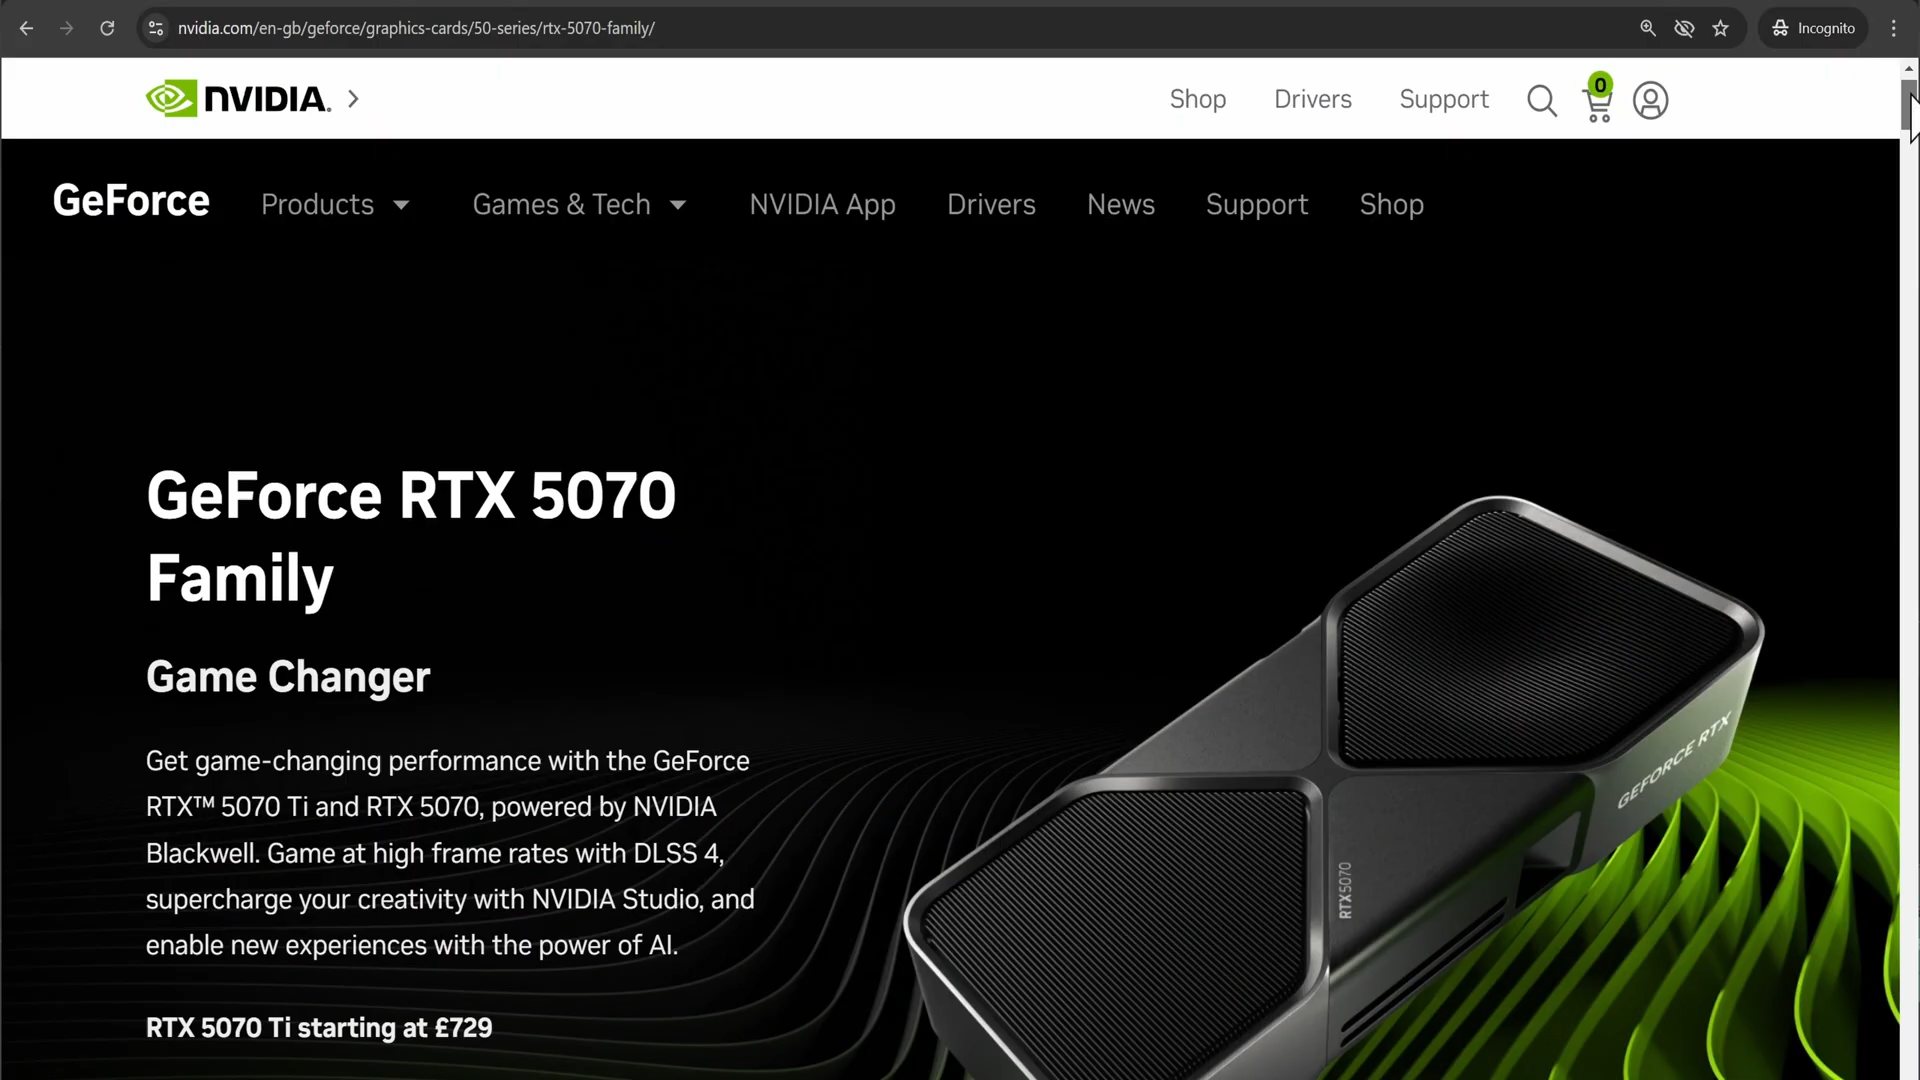 nvidia.com/en-gb/geforce/graphics-cards/50-series/rtx-5070-family/
Incognito
NVIDIA.
Shop
Drivers
Support
0
GeForce
Products
Games & Tech
NVIDIA App
Drivers
News
Support
Shop
GeForce RTX 5070
Family
Game Changer
Get game-changing performance with the GeForce
RTX™ 5070 Ti and RTX 5070, powered by NVIDIA
Blackwell. Game at high frame rates with DLSS 4,
supercharge your creativity with NVIDIA Studio, and
enable new experiences with the power of AI.
RTX 5070 Ti starting at £729
GEFORCE RTX
RTX5070